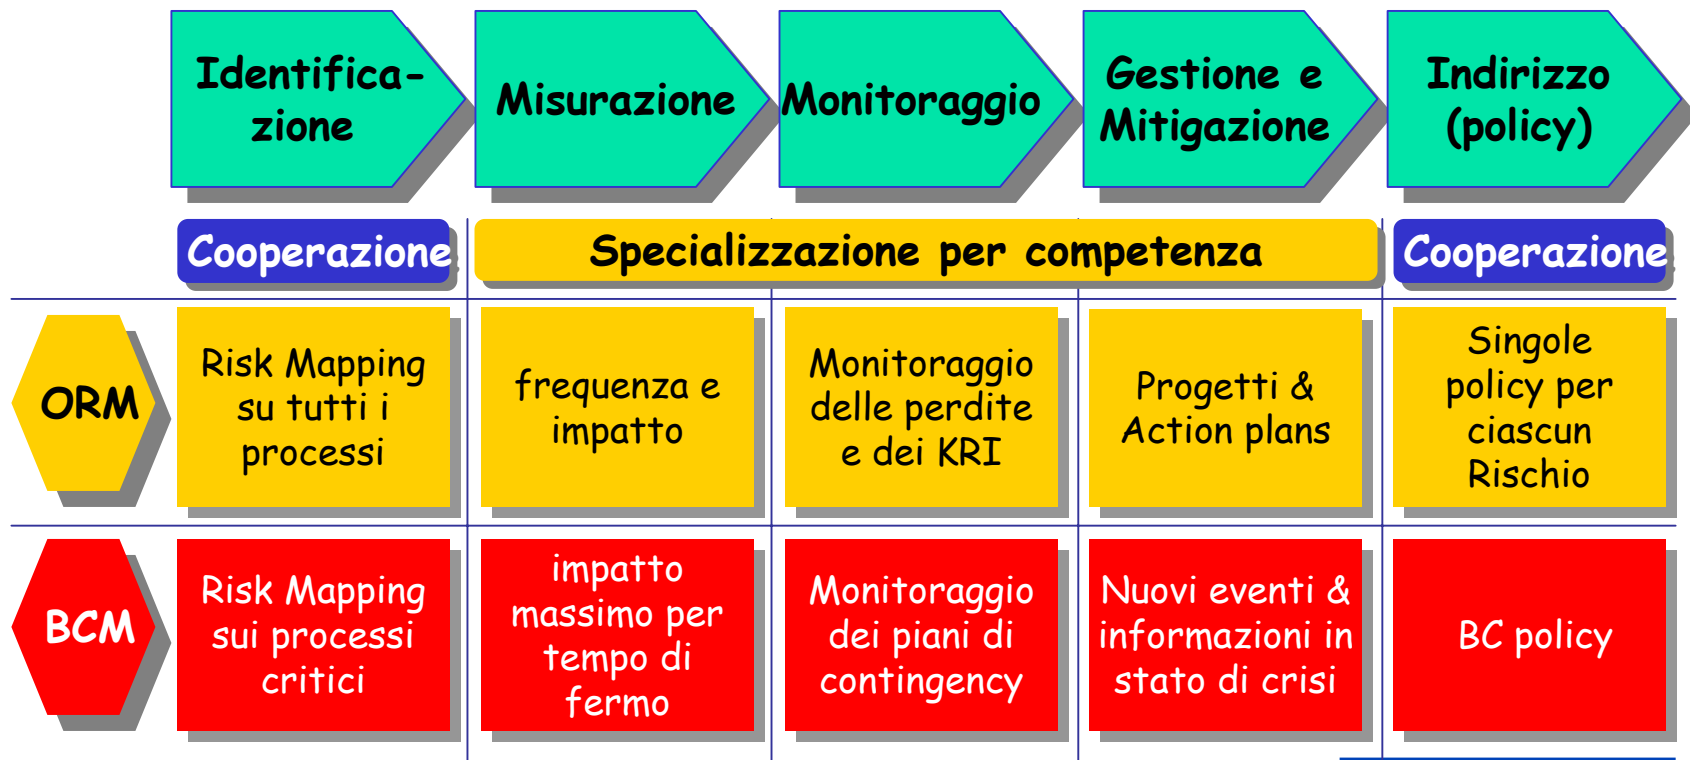 Identifica-
zione
Misurazione
Monitoraggio
Gestione e
Mitigazione
Indirizzo
(policy)
Cooperazione
Specializzazione per competenza
Cooperazione
ORM
Risk Mapping
su tutti i
processi
frequenza e
impatto
Monitoraggio
delle perdite
e dei KRI
Progetti &
Action plans
Singole
policy per
ciascun
Rischio
BCM
Risk Mapping
sui processi
critici
impatto
massimo per
tempo di
fermo
Monitoraggio
dei piani di
contingency
Nuovi eventi &
informazioni in
stato di crisi
BC policy